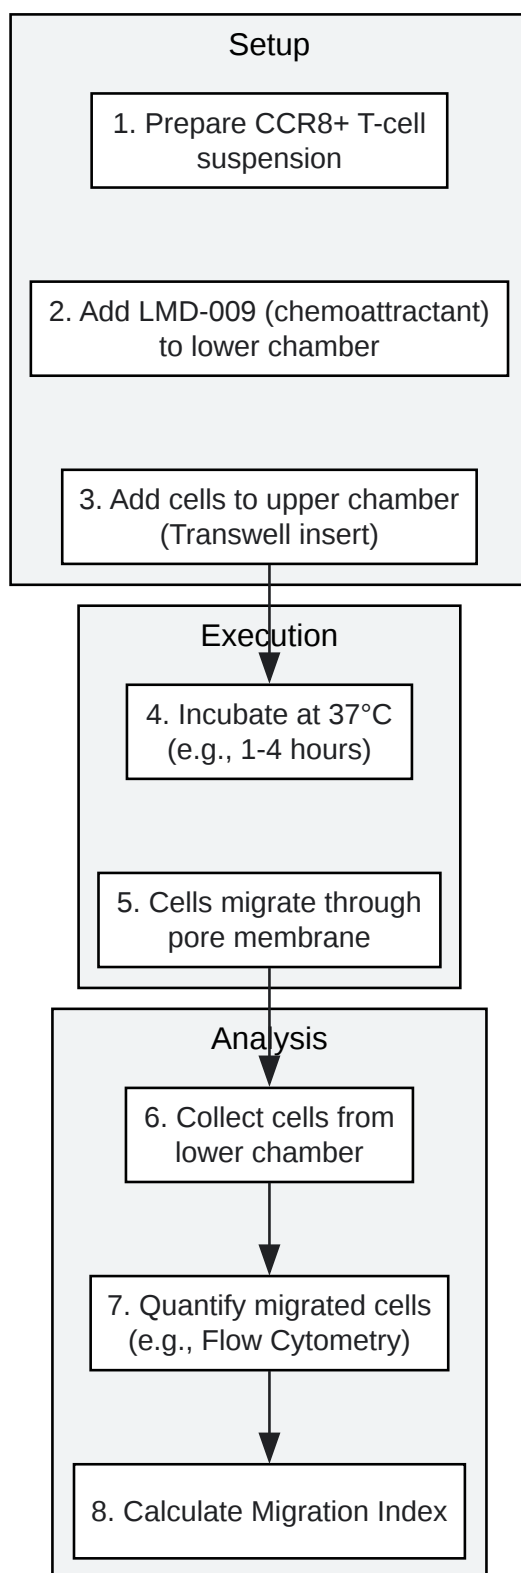 Setup
1. Prepare CCR8+ T-cell
suspension
2. Add LMD-009 (chemoattractant)
to lower chamber
3. Add cells to upper chamber
(Transwell insert)
Execution
4. Incubate at 37°C
(e.g., 1-4 hours)
5. Cells migrate through
pore membrane
Analysis
6. Collect cells from
lower chamber
7. Quantify migrated cells
(e.g., Flow Cytometry)
8. Calculate Migration Index